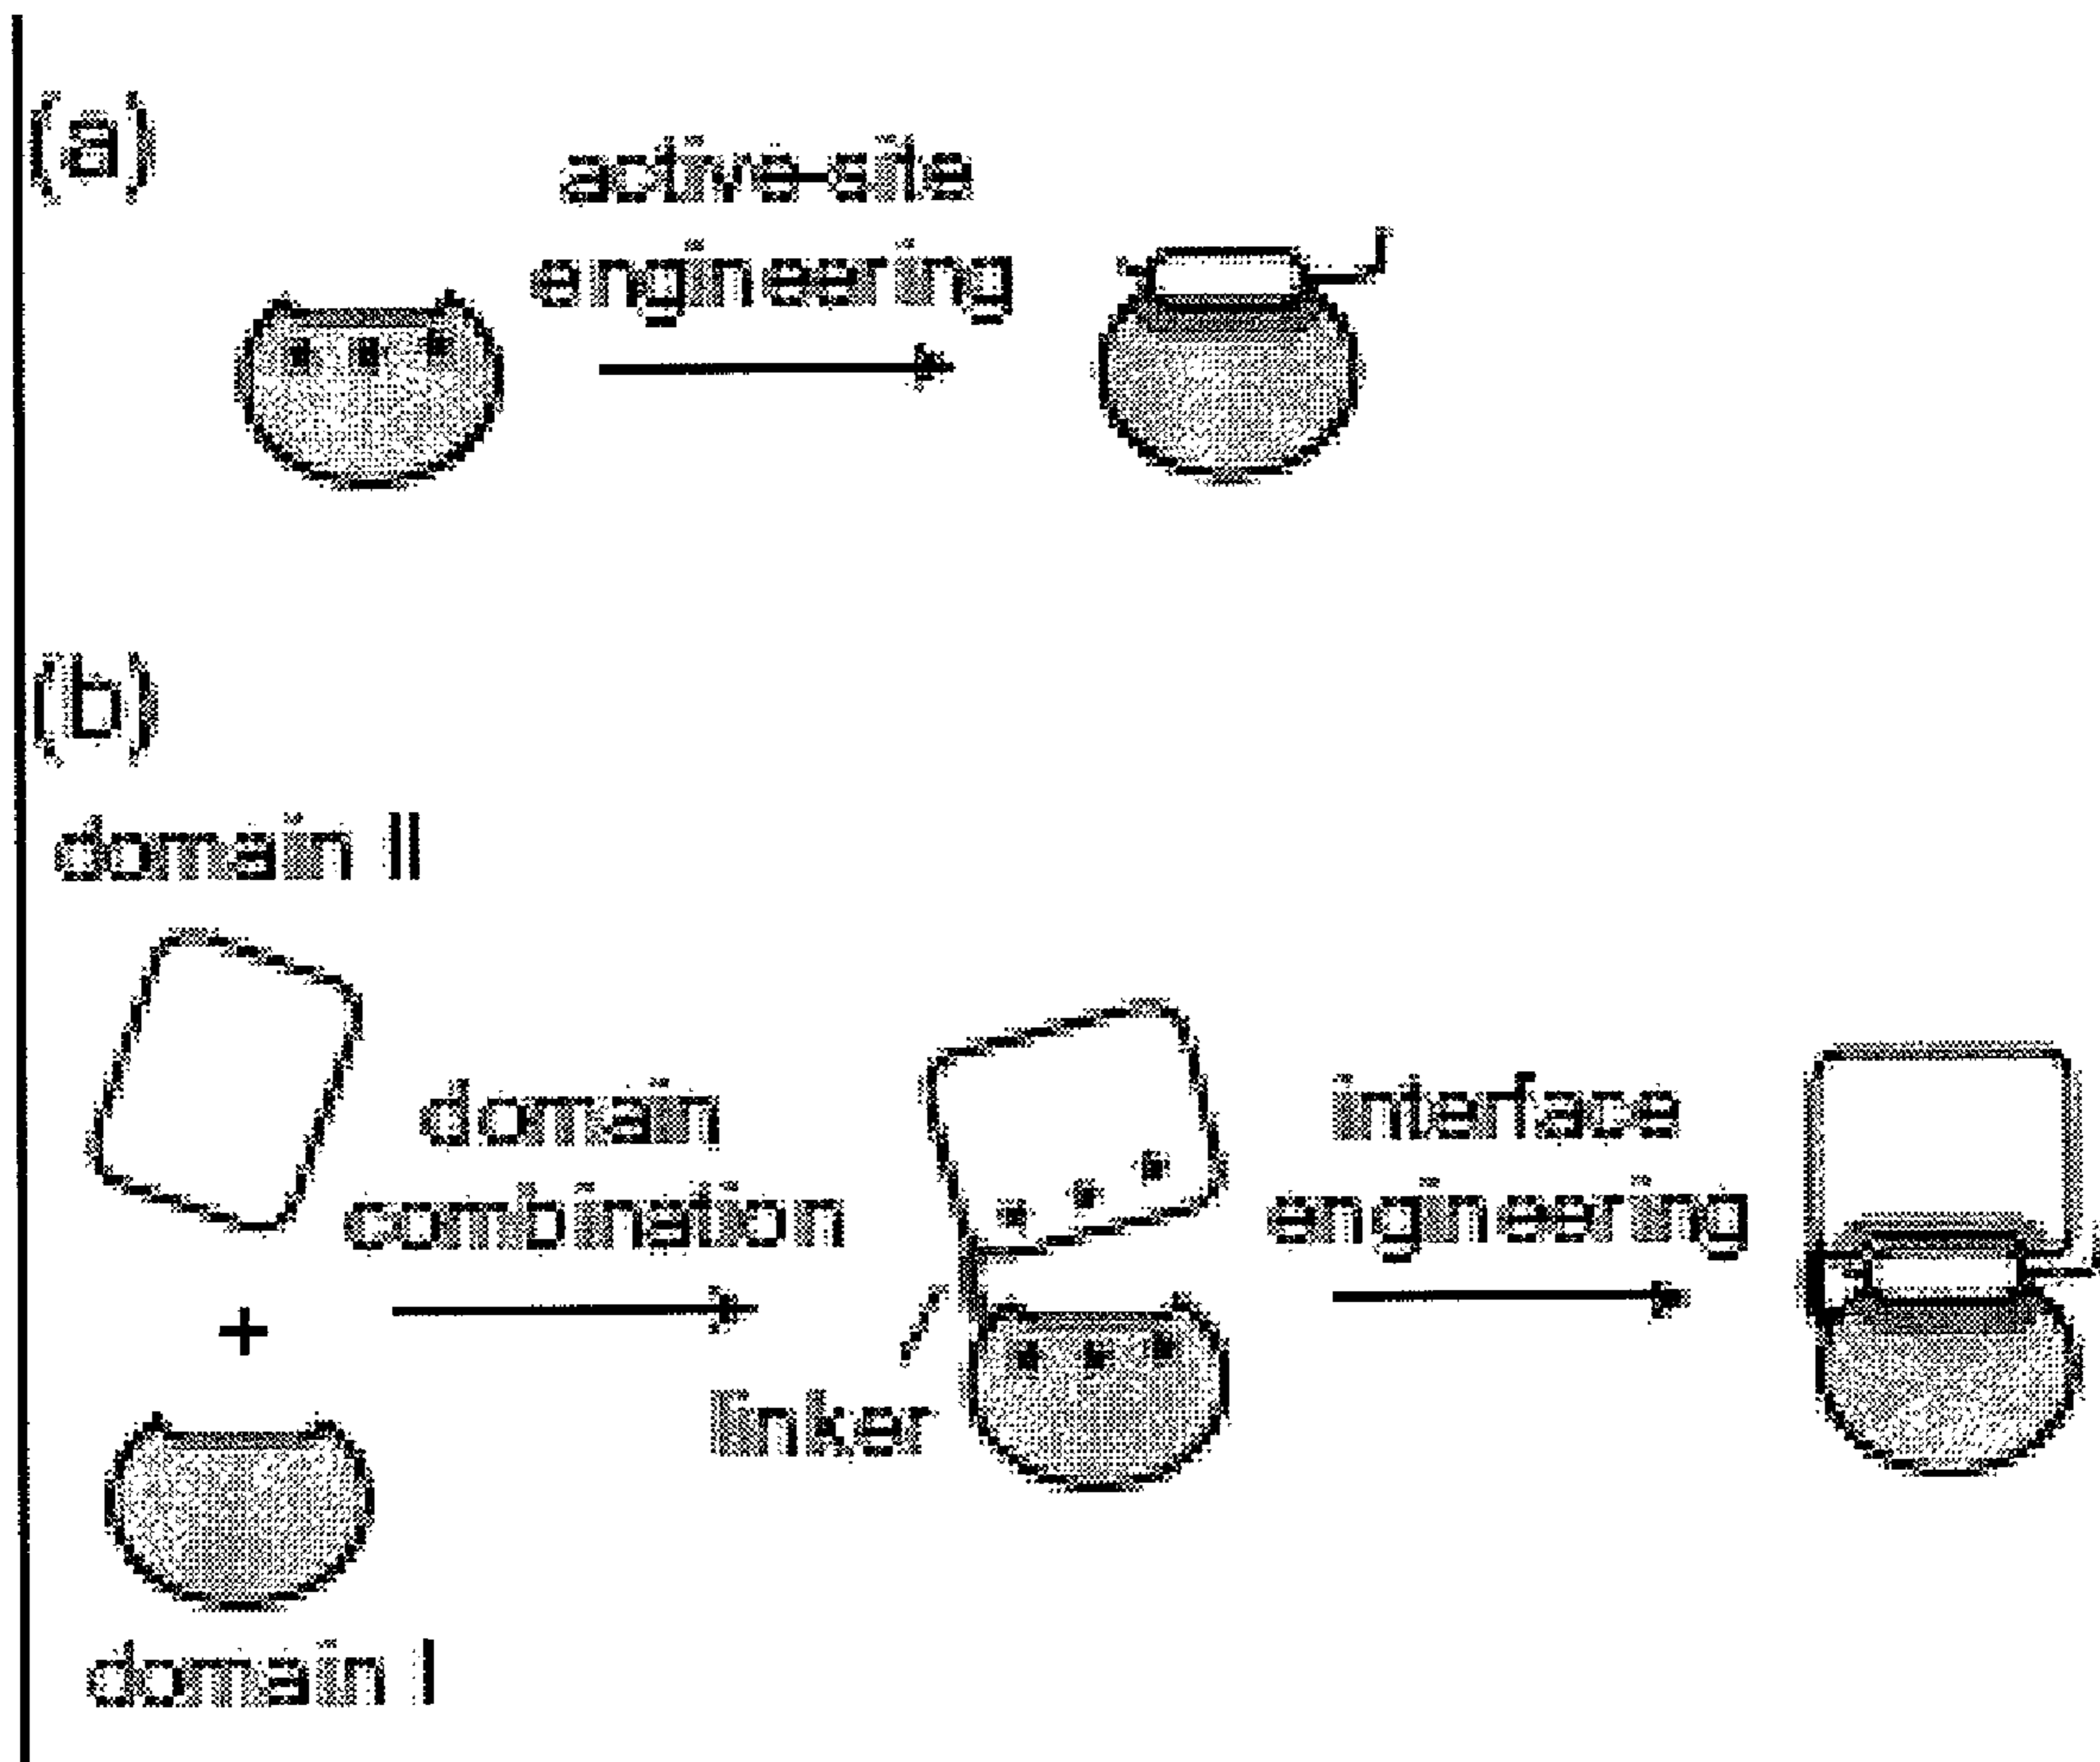 (a)
active-site
engineering
(b)
domain II
domain
combination
interface
engineering
+
linker
domain I